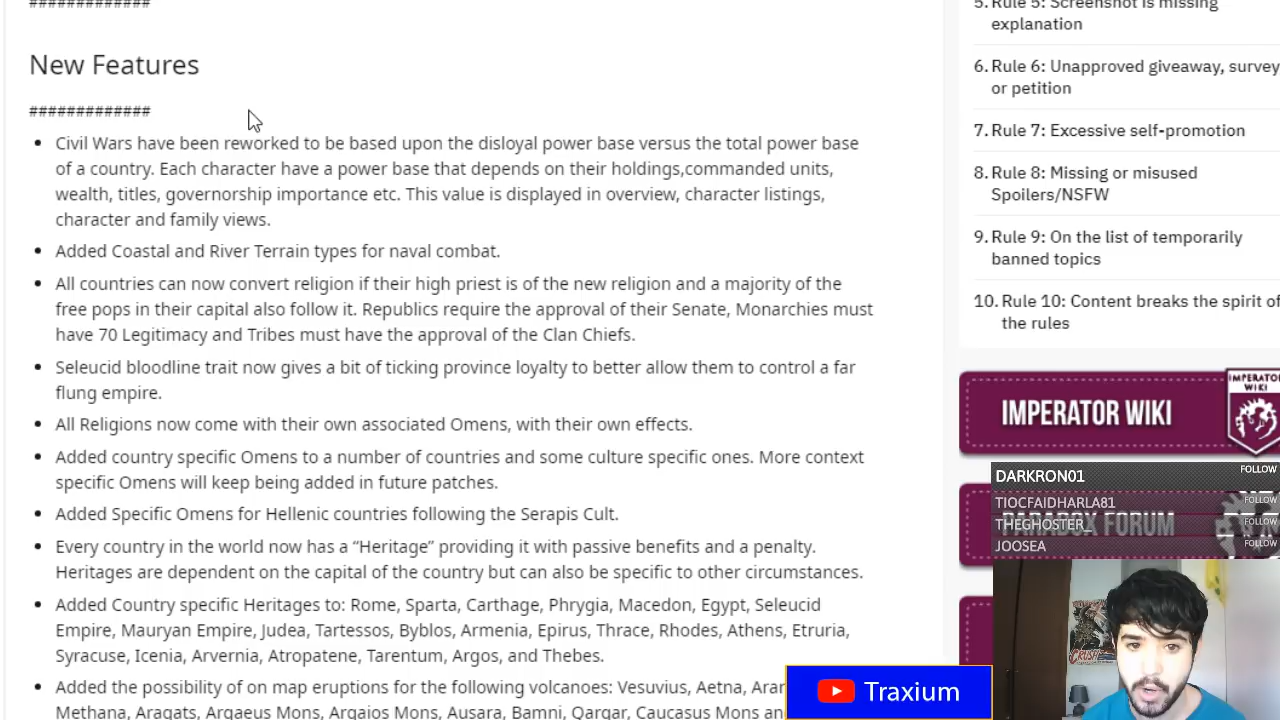 #############
New Features
#############
Civil Wars have been reworked to be based upon the disloyal power base versus the total power base
of a country. Each character have a power base that depends on their holdings,commanded units,
wealth, titles, governorship importance etc. This value is displayed in overview, character listings,
character and family views.
Added Coastal and River Terrain types for naval combat.
All countries can now convert religion if their high priest is of the new religion and a majority of the
free pops in their capital also follow it. Republics require the approval of their Senate, Monarchies must
have 70 Legitimacy and Tribes must have the approval of the Clan Chiefs.
Seleucid bloodline trait now gives a bit of ticking province loyalty to better allow them to control a far
flung empire.
All Religions now come with their own associated Omens, with their own effects.
Added country specific Omens to a number of countries and some culture specific ones. More context
specific Omens will keep being added in future patches.
Added Specific Omens for Hellenic countries following the Serapis Cult.
Every country in the world now has a “Heritage” providing it with passive benefits and a penalty.
Heritages are dependent on the capital of the country but can also be specific to other circumstances.
Added Country specific Heritages to: Rome, Sparta, Carthage, Phrygia, Macedon, Egypt, Seleucid
Empire, Mauryan Empire, Judea, Tartessos, Byblos, Armenia, Epirus, Thrace, Rhodes, Athens, Etruria,
Syracuse, Icenia, Arvernia, Atropatene, Tarentum, Argos, and Thebes.
Added the possibility of on map eruptions for the following volcanoes: Vesuvius, Aetna,
Methana, Aragats, Argaeus Mons, Argaios Mons, Ausara, Bamni, Qarqar, Caucasus Mons
5. Rule 5: Screenshot is missing
explanation
6. Rule 6: Unapproved giveaway, survey
or petition
7. Rule 7: Excessive self-promotion
8. Rule 8: Missing or misused
Spoilers/NSFW
9. Rule 9: On the list of temporarily
banned topics
10. Rule 10: Content breaks the spirit of
the rules
IMPERATOR WIKI
IMPERATOR
WIKI
DARKRON01 FOLLOW
TIOCFAIDHARLA81 FOLLOW
THEGHOSTER_ FOLLOW
JOOSEA FOLLOW
PARADOX FORUM
Traxium